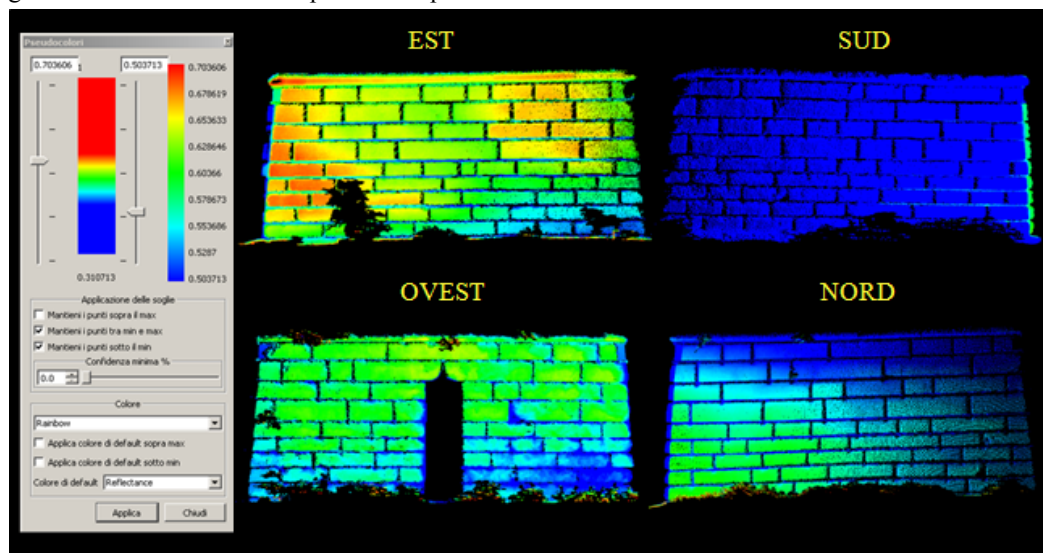 Pseudocolori
0.703606 1 0.503713
0.703606
0.678619
0.653633
0.628646
0.60366
0.578673
0.553686
0.5287
0.503713
0.310713
Applicazione delle soglie
Mantieni i punti sopra il max
Mantieni i punti tra min e max
Mantieni i punti sotto il min
Confidenza minima %
0.0
Colore
Rainbow
Applica colore di default sopra max
Applica colore di default sotto min
Colore di default Reflectance
Applica Chiudi
EST
SUD
OVEST
NORD